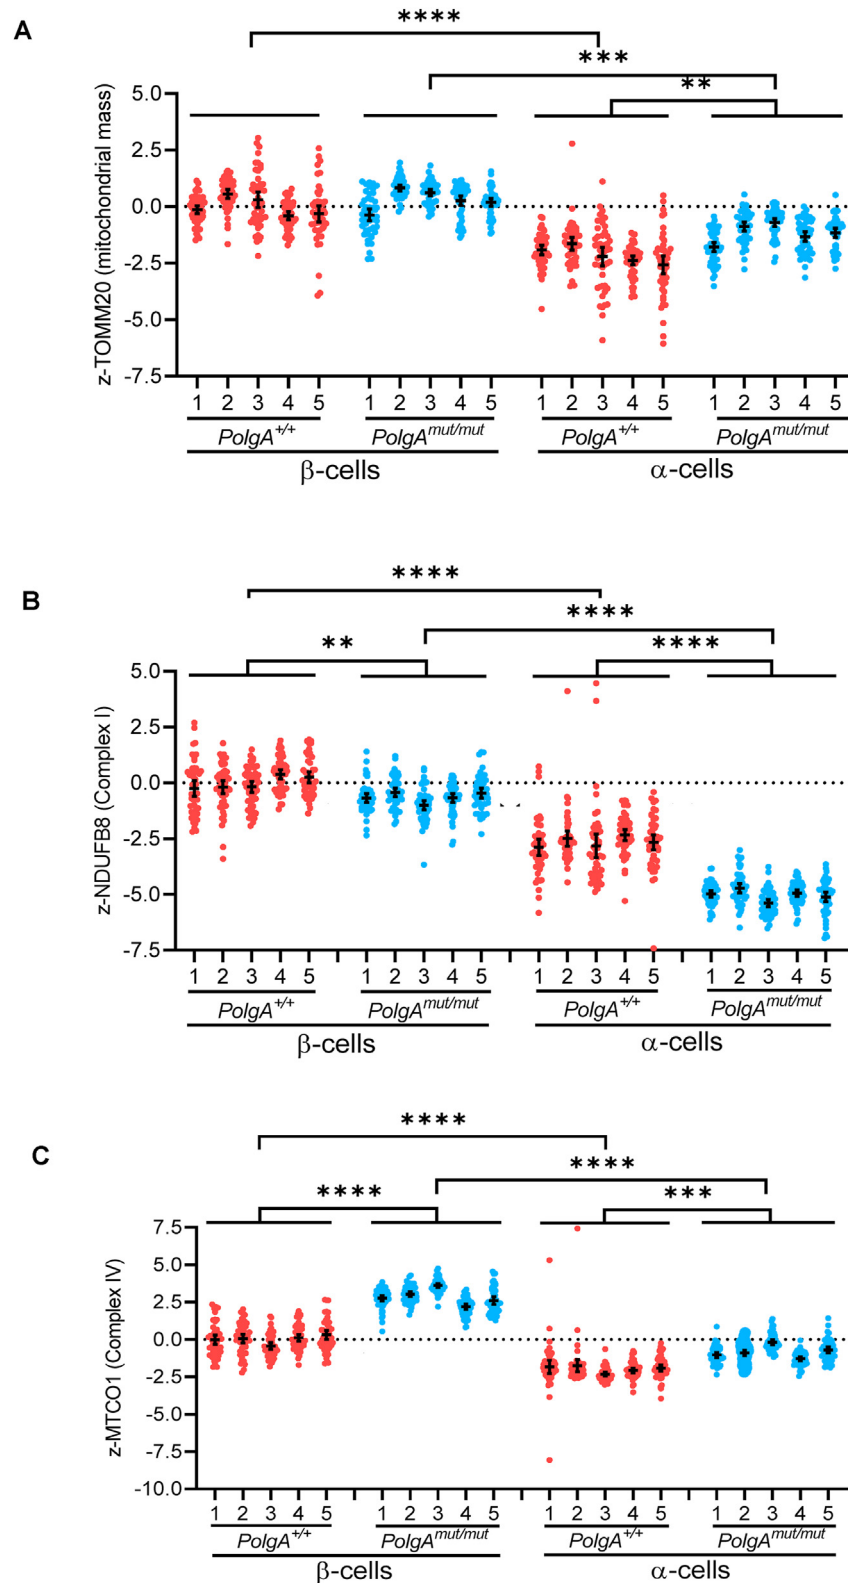 A
****
***
**
z-TOMM20 (mitochondrial mass)
5.0
2.5
0.0
-2.5
-5.0
-7.5
1 2 3 4 5 1 2 3 4 5 1 2 3 4 5 1 2 3 4 5
PolgA+/+ PolgAmut/mut PolgA+/+ PolgAmut/mut
β-cells α-cells
B
****
****
** ****
z-NDUFB8 (Complex I)
5.0
2.5
0.0
-2.5
-5.0
-7.5
1 2 3 4 5 1 2 3 4 5 1 2 3 4 5 1 2 3 4 5
PolgA+/+ PolgAmut/mut PolgA+/+ PolgAmut/mut
β-cells α-cells
C
****
****
**** ***
z-MTCO1 (Complex IV)
7.5
5.0
2.5
0.0
-2.5
-5.0
-7.5
-10.0
1 2 3 4 5 1 2 3 4 5 1 2 3 4 5 1 2 3 4 5
PolgA+/+ PolgAmut/mut PolgA+/+ PolgAmut/mut
β-cells α-cells